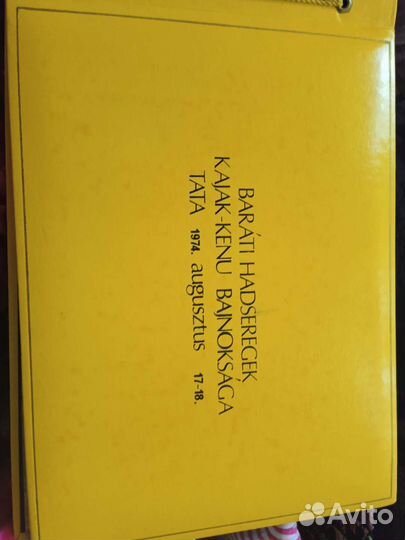 BARÁTI HADSEREGEK
KAJAK-KENU BAJNOKSÁGA
TATA 1974. augusztus 17-18.
Avito